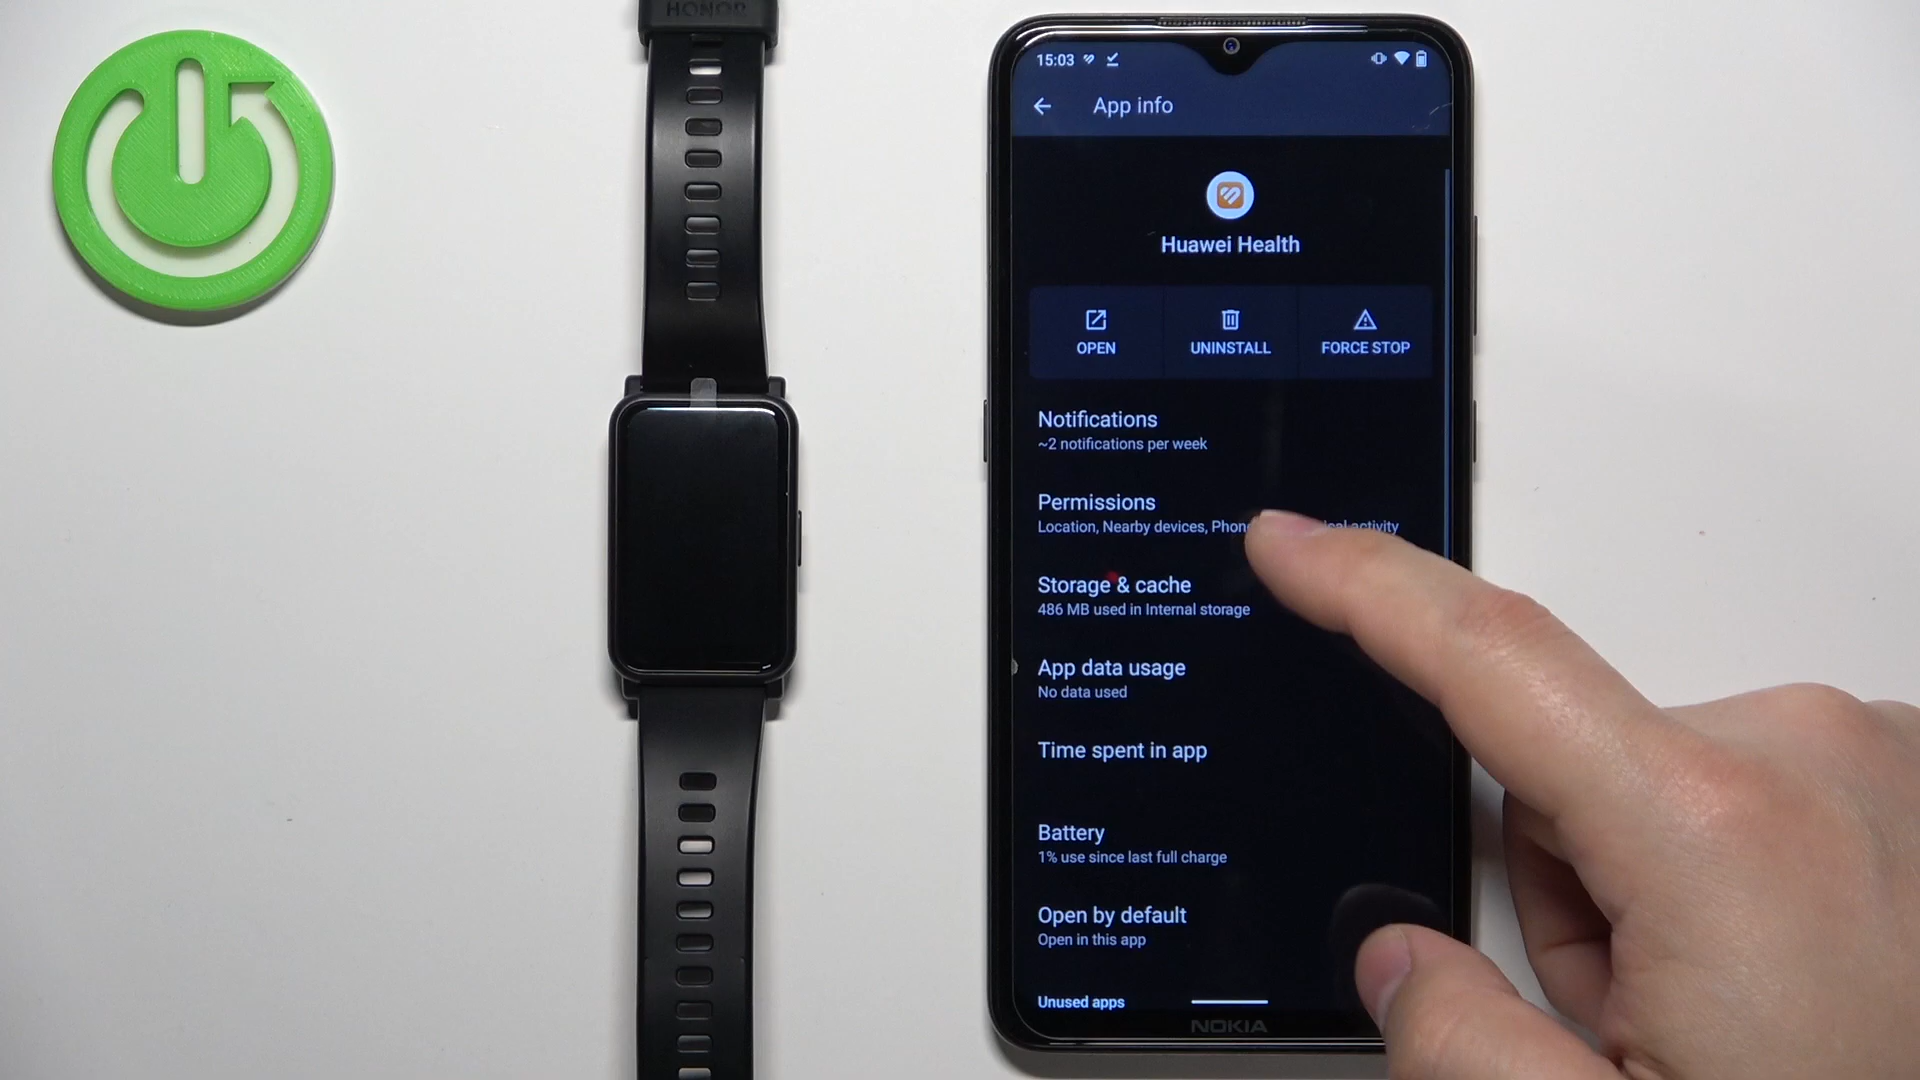 HONOR
15:03
App info
Huawei Health
OPEN
UNINSTALL
FORCE STOP
Notifications
~2 notifications per week
Permissions
Location, Nearby devices, activity
Storage & cache
486 MB used in Internal storage
App data usage
No data used
Time spent in app
Battery
1% use since last full charge
Open by default
Open in this app
Unused apps
NOKIA